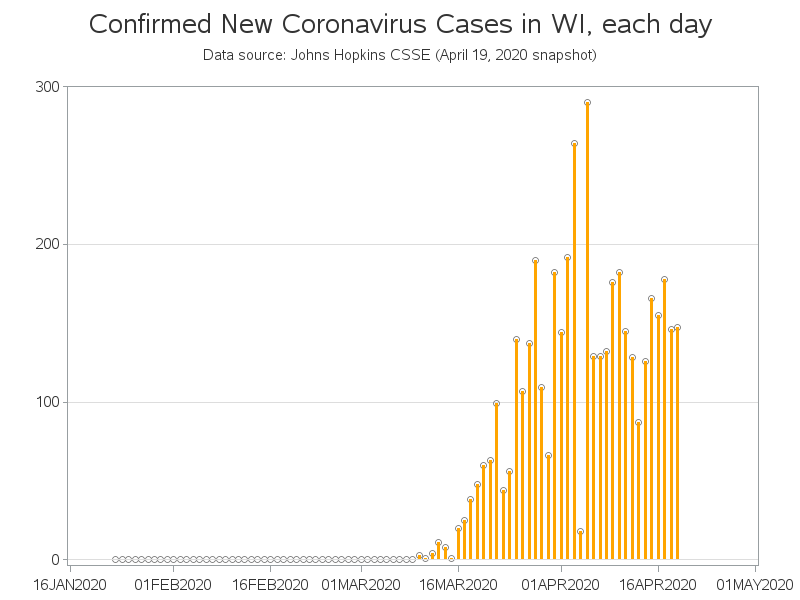 Confirmed New Coronavirus Cases in WI, each day
Data source: Johns Hopkins CSSE (April 19, 2020 snapshot)
300
200
100
0
16JAN2020 01FEB2020 16FEB2020 01MAR2020 16MAR2020 01APR2020 16APR2020 01MAY2020